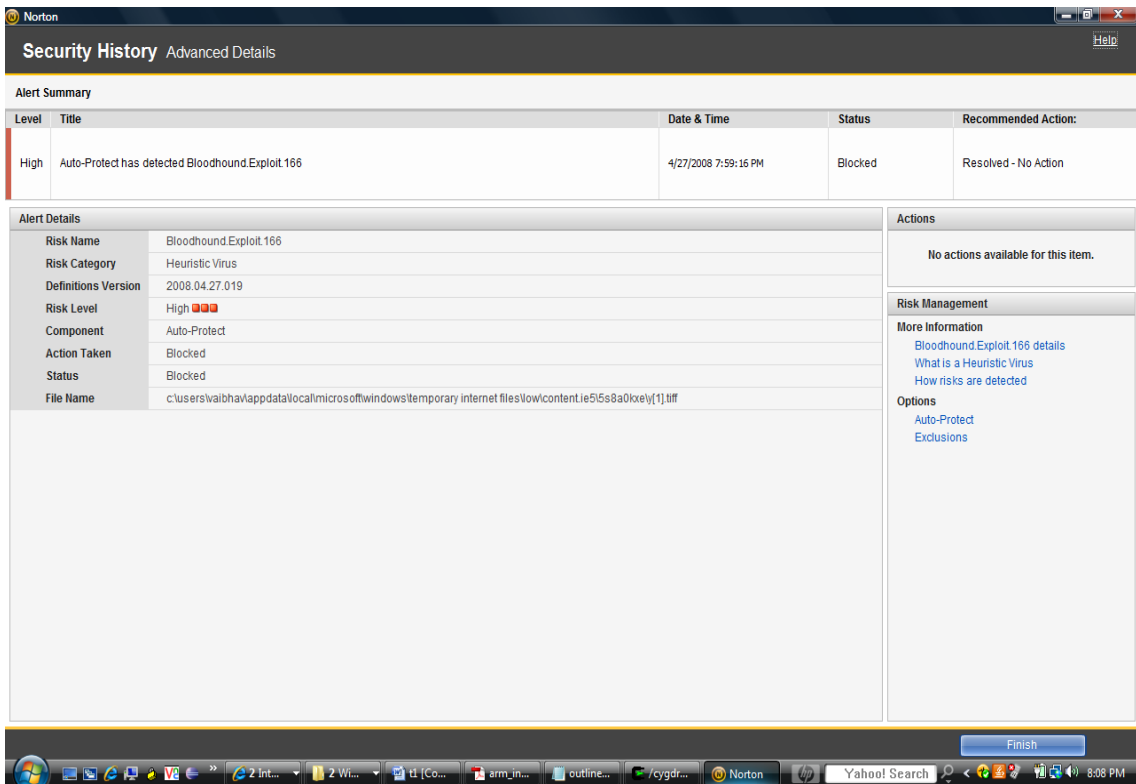 Norton
Security History Advanced Details
Help
Alert Summary
Level Title Date & Time Status Recommended Action:
High Auto-Protect has detected Bloodhound.Exploit.166 4/27/2008 7:59:16 PM Blocked Resolved - No Action
Alert Details
Risk Name Bloodhound.Exploit.166
Risk Category Heuristic Virus
Definitions Version 2008.04.27.019
Risk Level High
Component Auto-Protect
Action Taken Blocked
Status Blocked
File Name c:\users\vaibhav\appdata\local\microsoft\windows\temporary internet files\low\content.ie5\5s8a0kxe\y[1].tiff
Actions
No actions available for this item.
Risk Management
More Information
Bloodhound.Exploit.166 details
What is a Heuristic Virus
How risks are detected
Options
Auto-Protect
Exclusions
Finish
2 Int... 2 Wi... t1 [Co... arm_in... outline... /cygdr... Norton Yahoo! Search 8:08 PM